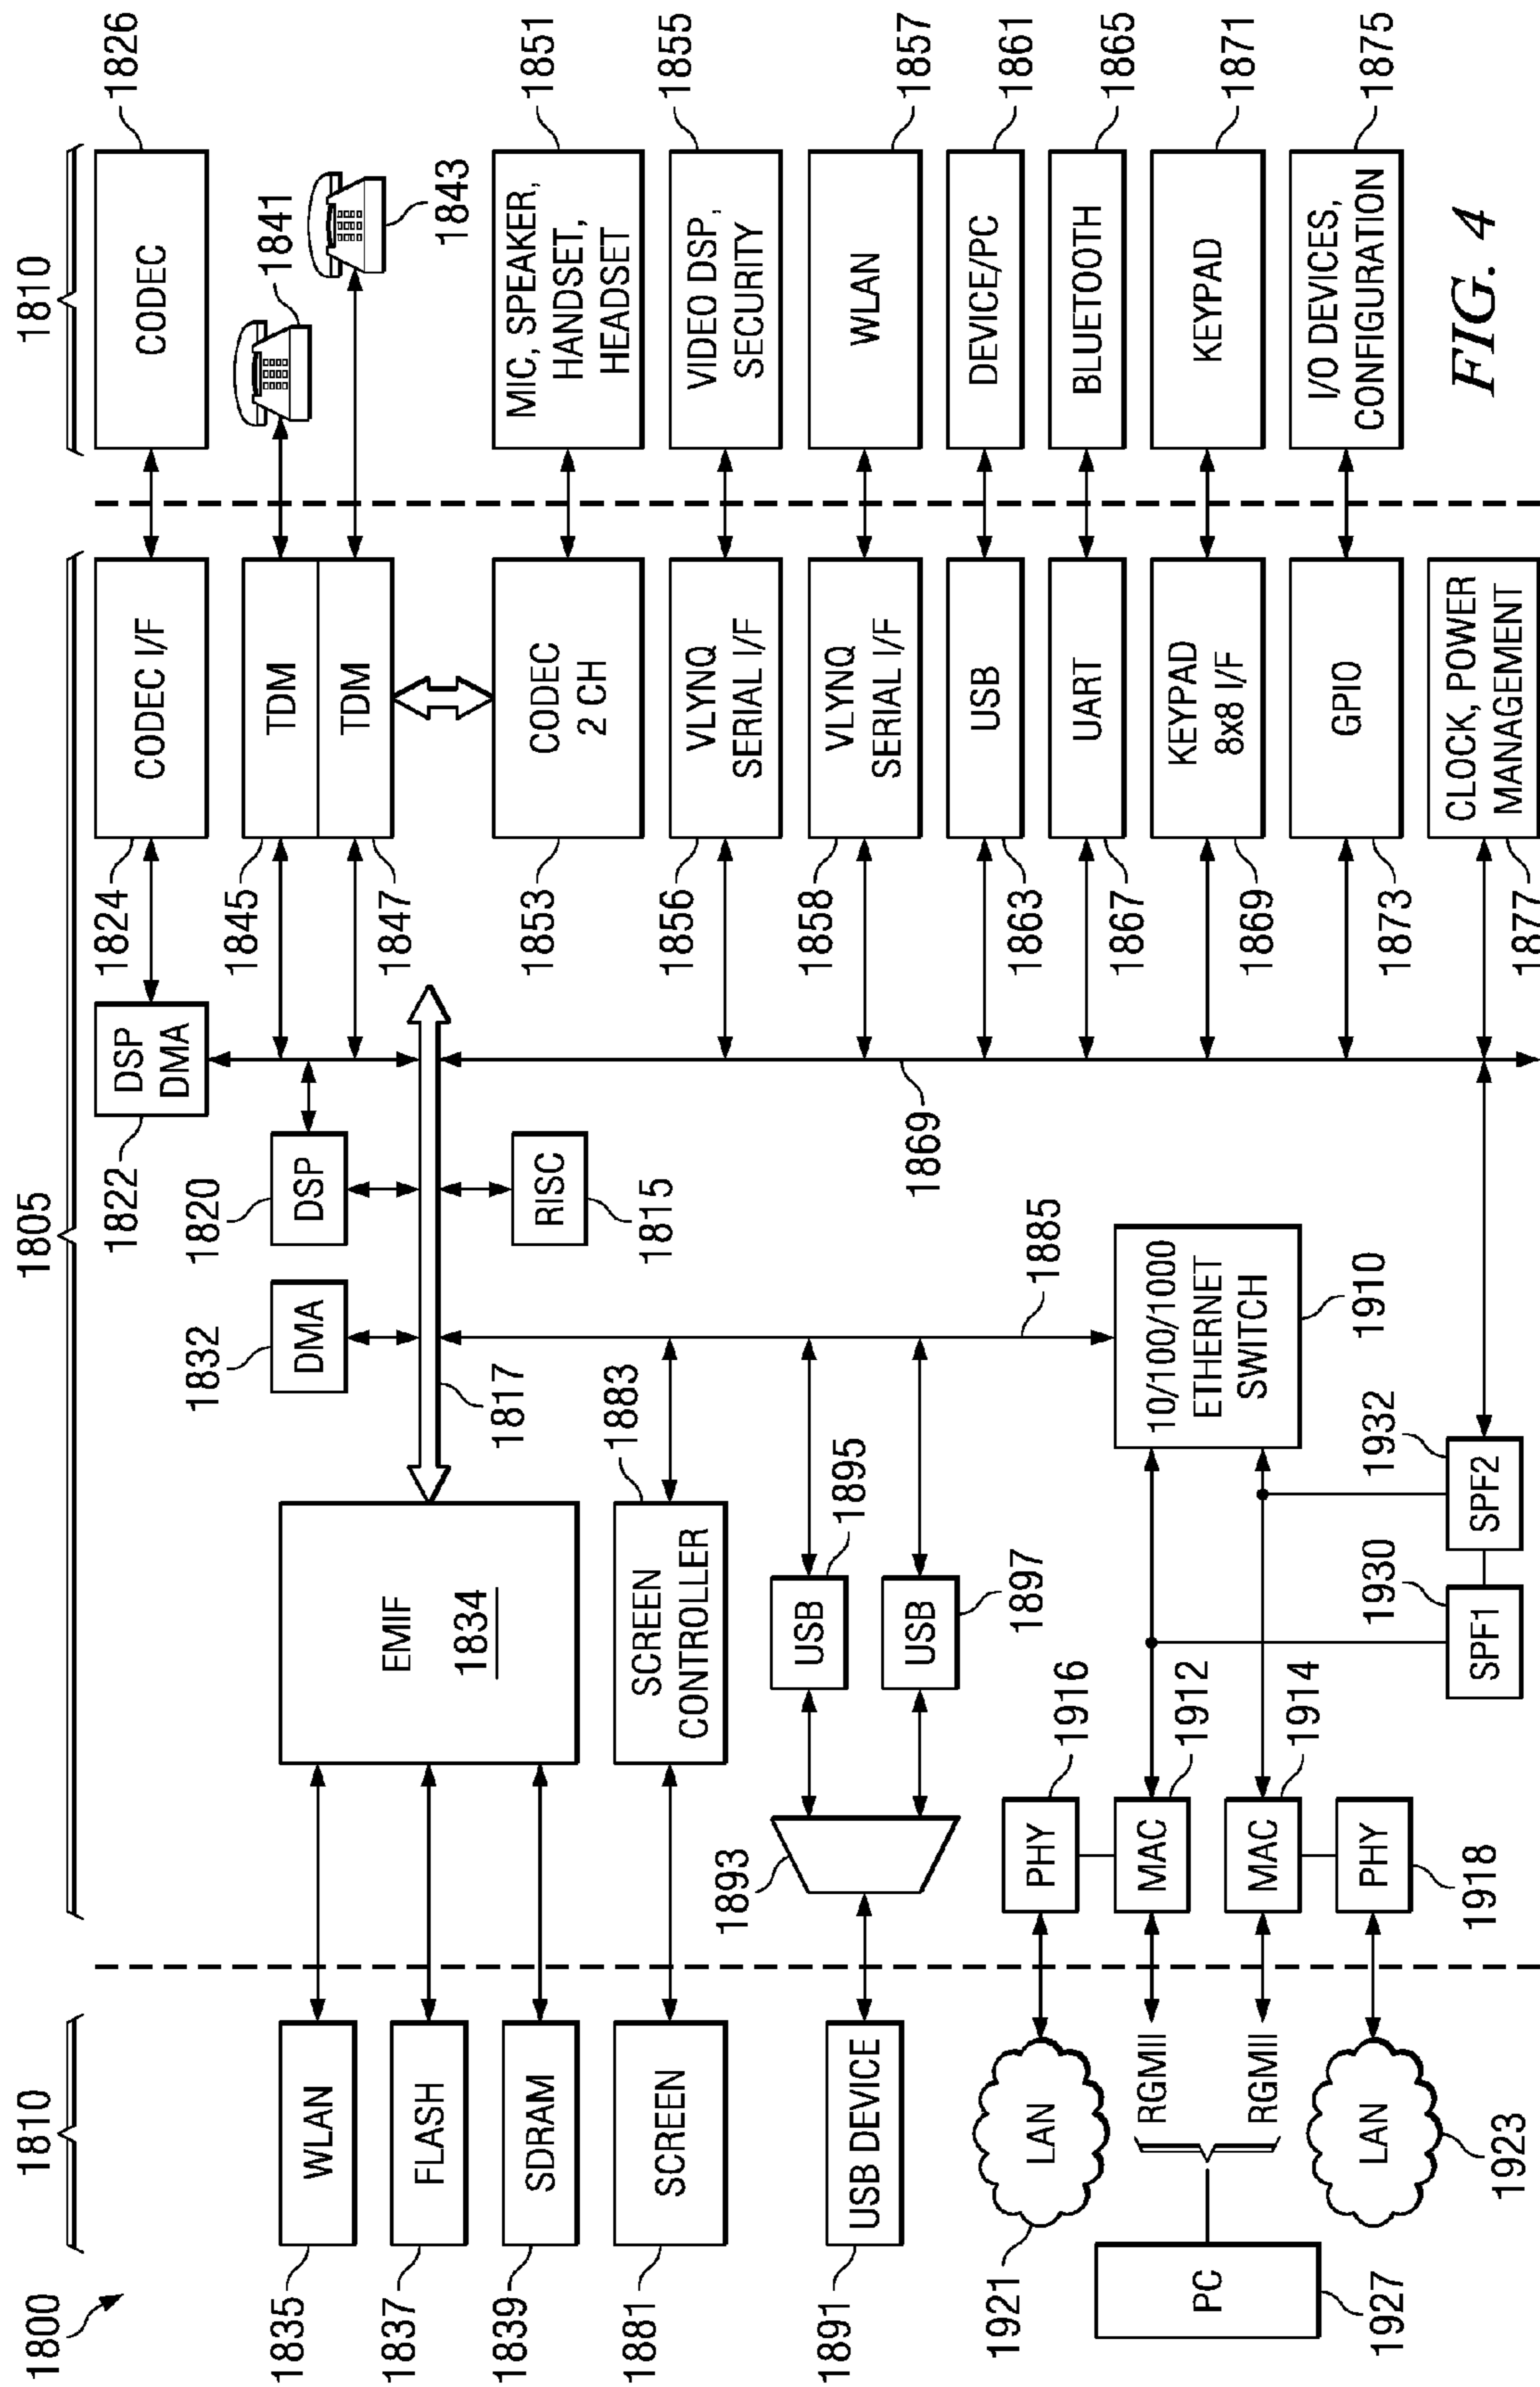 1800
1810
1805
1810
WLAN
1835
FLASH
1837
SDRAM
1839
SCREEN
1881
USB DEVICE
1891
LAN
1921
RGMII
RGMII
LAN
1923
PC
1927
EMIF
1834
SCREEN
CONTROLLER
1883
1893
USB
1895
USB
1897
PHY
1916
MAC
1912
MAC
1914
PHY
1918
SPF1
1930
SPF2
1932
10/100/1000
ETHERNET
SWITCH
1910
1885
DMA
1832
1817
DSP
1820
RISC
1815
DSP
DMA
1822
1869
CODEC I/F
1824
TDM
1845
TDM
1847
CODEC
2 CH
1853
VLYNQ
SERIAL I/F
1856
VLYNQ
SERIAL I/F
1858
USB
1863
UART
1867
KEYPAD
8x8 I/F
1869
GPIO
1873
CLOCK, POWER
MANAGEMENT
1877
CODEC
1826
1841
1843
MIC, SPEAKER,
HANDSET,
HEADSET
1851
VIDEO DSP,
SECURITY
1855
WLAN
1857
DEVICE/PC
1861
BLUETOOTH
1865
KEYPAD
1871
I/O DEVICES,
CONFIGURATION
1875
FIG. 4